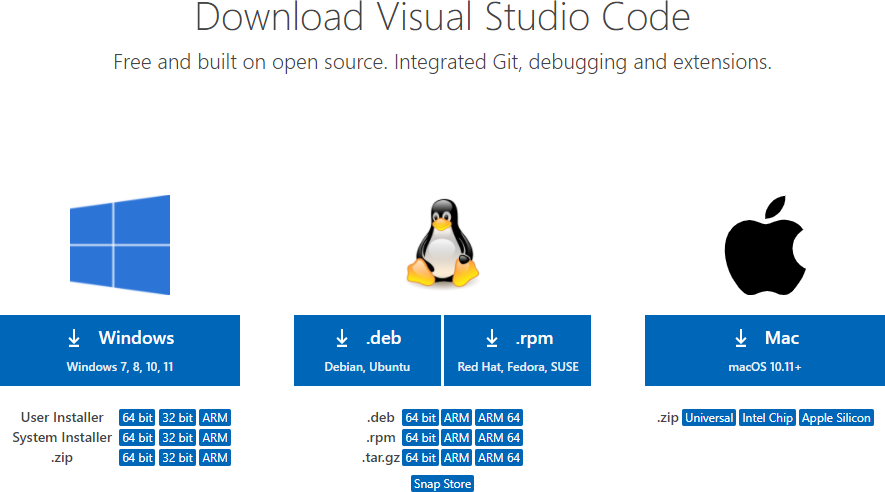 Download Visual Studio Code
Free and built on open source. Integrated Git, debugging and extensions.
Windows
Windows 7, 8, 10, 11
.deb
Debian, Ubuntu
.rpm
Red Hat, Fedora, SUSE
Mac
macOS 10.11+
User Installer 64 bit 32 bit ARM
System Installer 64 bit 32 bit ARM
.zip 64 bit 32 bit ARM
.deb 64 bit ARM ARM 64
.rpm 64 bit ARM ARM 64
.tar.gz 64 bit ARM ARM 64
Snap Store
.zip Universal Intel Chip Apple Silicon